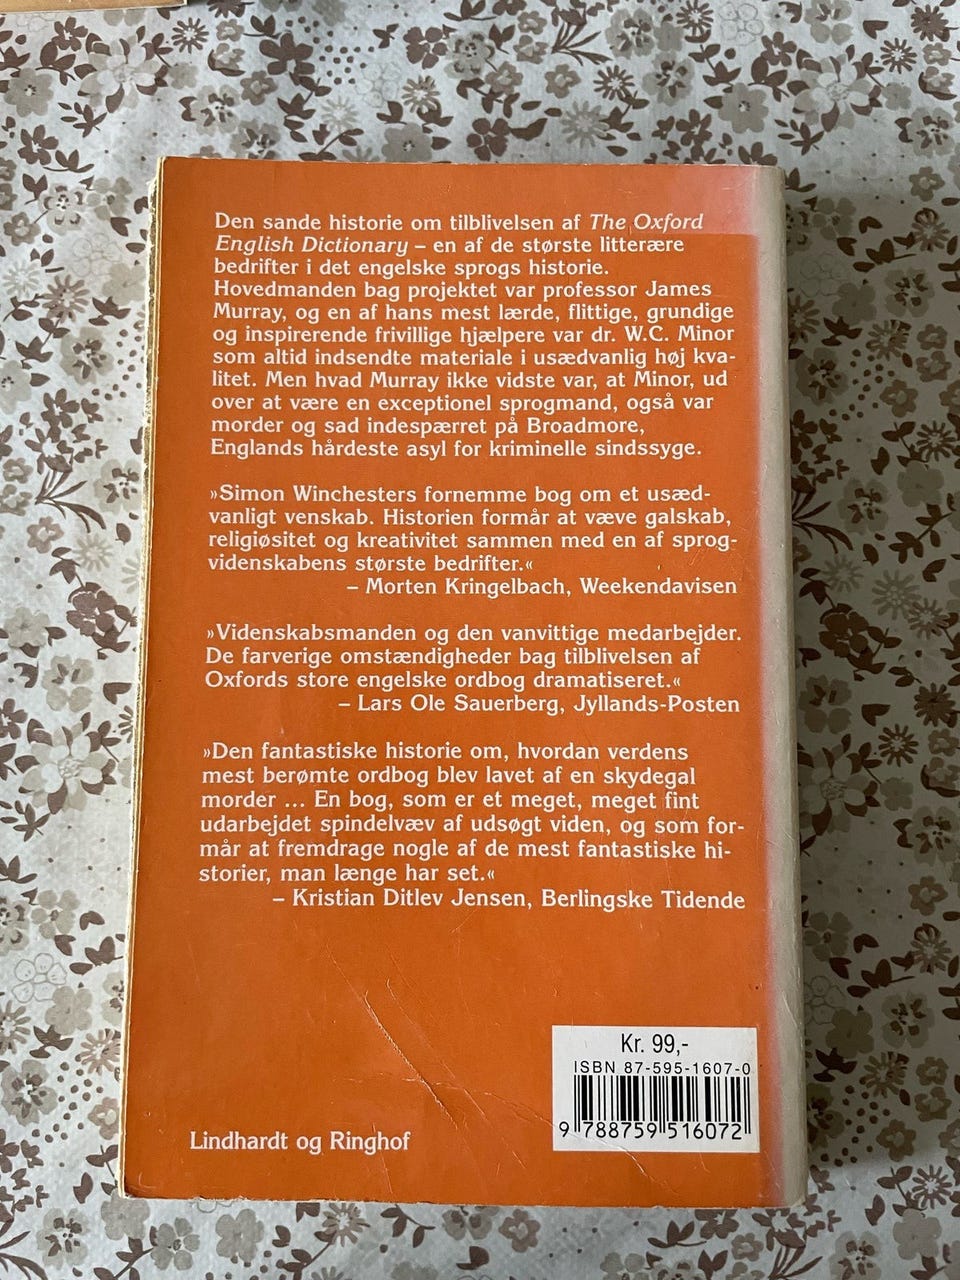 Den sande historie om tilblivelsen af The Oxford
English Dictionary – en af de største litterære
bedrifter i det engelske sprogs historie.
Hovedmanden bag projektet var professor James
Murray, og en af hans mest lærde, flittige, grundige
og inspirerende frivillige hjælpere var dr. W.C. Minor
som altid indsendte materiale i usædvanlig høj kva-
litet. Men hvad Murray ikke vidste var, at Minor, ud
over at være en exceptionel sprogmand, også var
morder og sad indespærret på Broadmore,
Englands hårdeste asyl for kriminelle sindssyge.
»Simon Winchesters fornemme bog om et usæd-
vanligt venskab. Historien formår at væve galskab,
religiøsitet og kreativitet sammen med en af sprog-
videnskabens største bedrifter.«
– Morten Kringelbach, Weekendavisen
»Videnskabsmanden og den vanvittige medarbejder.
De farverige omstændigheder bag tilblivelsen af
Oxfords store engelske ordbog dramatiseret.«
– Lars Ole Sauerberg, Jyllands-Posten
»Den fantastiske historie om, hvordan verdens
mest berømte ordbog blev lavet af en skydegal
morder ... En bog, som er et meget, meget fint
udarbejdet spindelvæv af udsøgt viden, og som for-
mår at fremdrage nogle af de mest fantastiske hi-
storier, man længe har set.«
– Kristian Ditlev Jensen, Berlingske Tidende
Kr. 99,-
ISBN 87-595-1607-0
9 788759 516072
Lindhardt og Ringhof